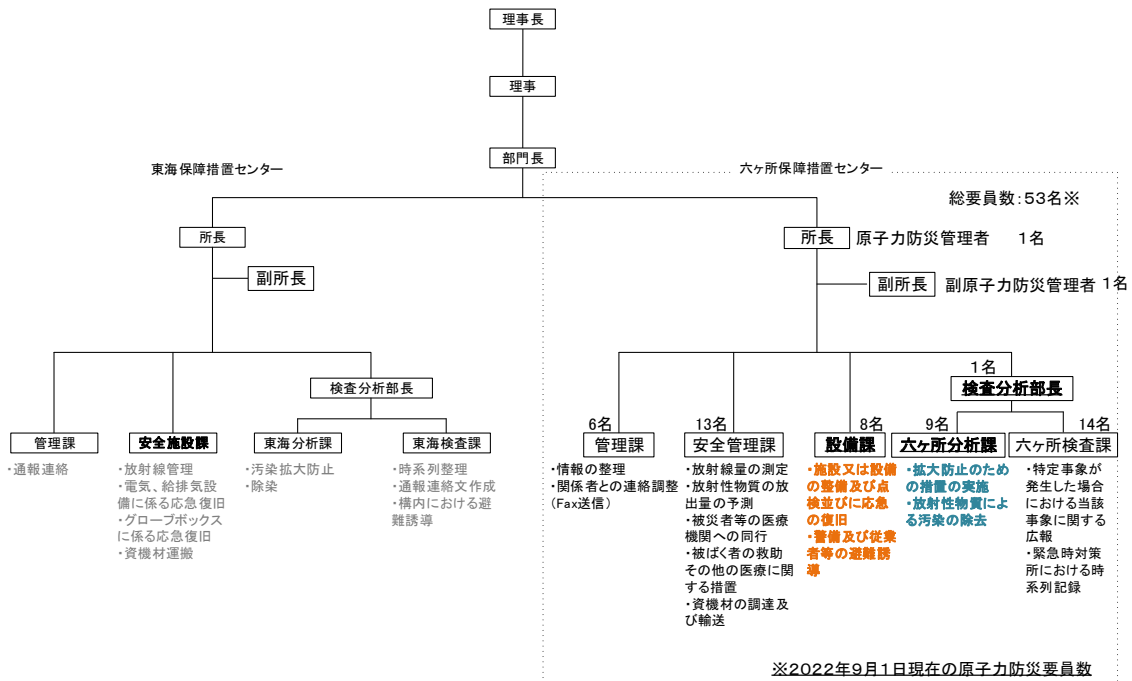 理事長
理事
部門長
東海保障措置センター
六ヶ所保障措置センター
総要員数:53名※
所長
副所長
所長
原子力防災管理者 1名
副所長
副原子力防災管理者 1名
検査分析部長
1名
検査分析部長
管理課
・通報連絡
安全施設課
・放射線管理
・電気、給排気設
備に係る応急復旧
・グローブボックス
に係る応急復旧
・資機材運搬
東海分析課
・汚染拡大防止
・除染
東海検査課
・時系列整理
・通報連絡文作成
・構内における避
難誘導
6名
管理課
・情報の整理
・関係者との連絡調整
(Fax送信)
13名
安全管理課
・放射線量の測定
・放射性物質の放
出量の予測
・被災者等の医療
機関への同行
・被ばく者の救助
その他の医療に関
する措置
・資機材の調達及
び輸送
8名
設備課
・施設又は設備
の整備及び点
検並びに応急
の復旧
・警備及び従業
者等の避難誘
導
9名
六ヶ所分析課
・拡大防止のため
の措置の実施
・放射性物質によ
る汚染の除去
14名
六ヶ所検査課
・特定事象が
発生した場合
における当該
事象に関する
広報
・緊急時対策
所における時
系列記録
※2022年9月1日現在の原子力防災要員数